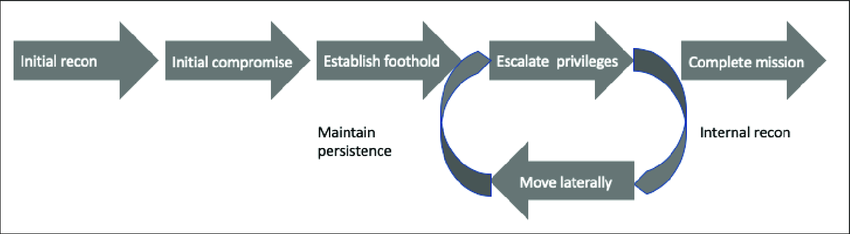 Initial recon
Initial compromise
Establish foothold
Escalate privileges
Complete mission
Maintain
persistence
Internal recon
Move laterally